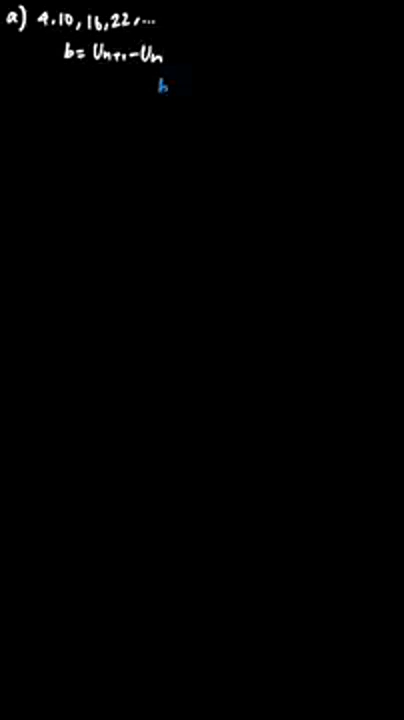 a) 4, 10, 16, 22, ...
b = Un+1 - Un
b